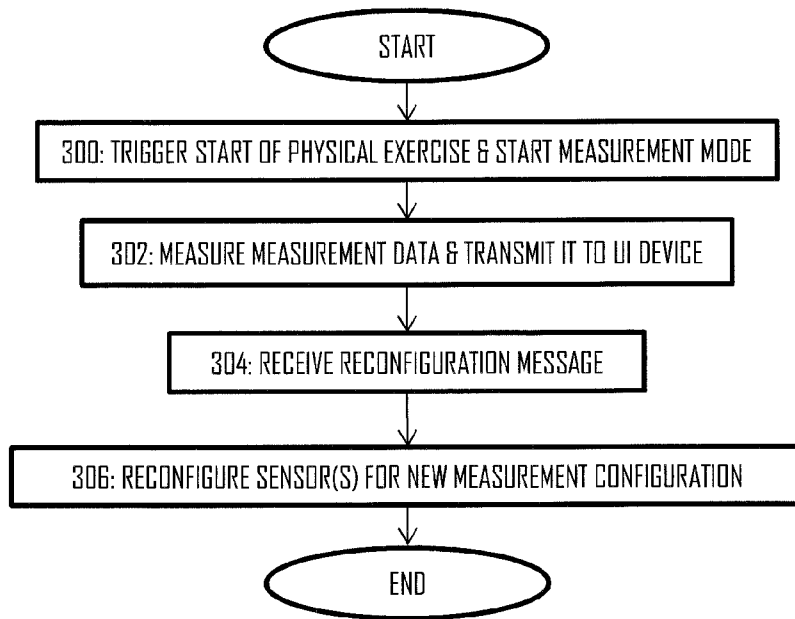 START
300: TRIGGER START OF PHYSICAL EXERCISE & START MEASUREMENT MODE
302: MEASURE MEASUREMENT DATA & TRANSMIT IT TO UI DEVICE
304: RECEIVE RECONFIGURATION MESSAGE
306: RECONFIGURE SENSOR(S) FOR NEW MEASUREMENT CONFIGURATION
END